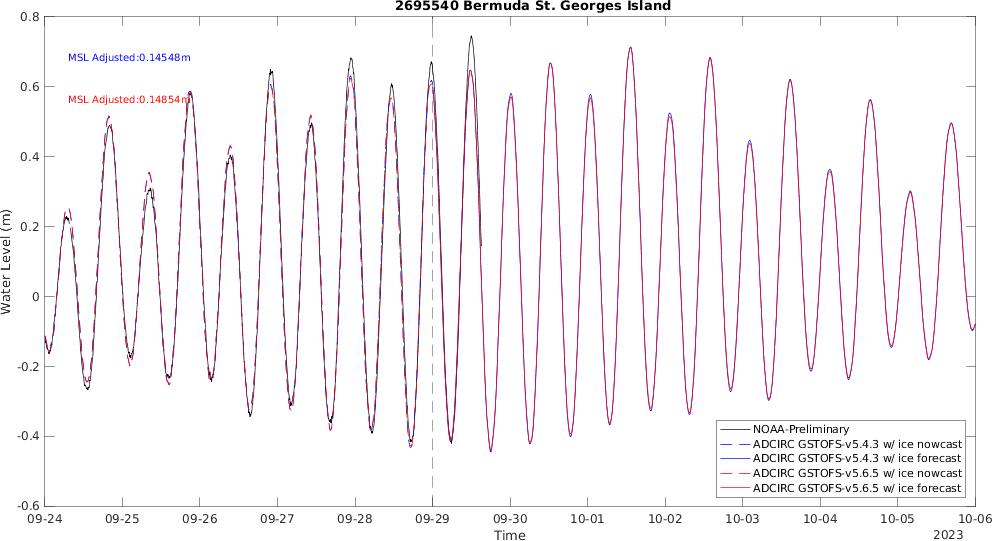 2695540 Bermuda St. Georges Island
0.8
0.6
0.4
0.2
0
-0.2
-0.4
-0.6
Water Level (m)
MSL Adjusted:0.14548m
MSL Adjusted:0.14854m
NOAA-Preliminary
ADCIRC GSTOFS-v5.4.3 w/ ice nowcast
ADCIRC GSTOFS-v5.4.3 w/ ice forecast
ADCIRC GSTOFS-v5.6.5 w/ ice nowcast
ADCIRC GSTOFS-v5.6.5 w/ ice forecast
09-24 09-25 09-26 09-27 09-28 09-29 09-30 10-01 10-02 10-03 10-04 10-05 10-06
Time
2023